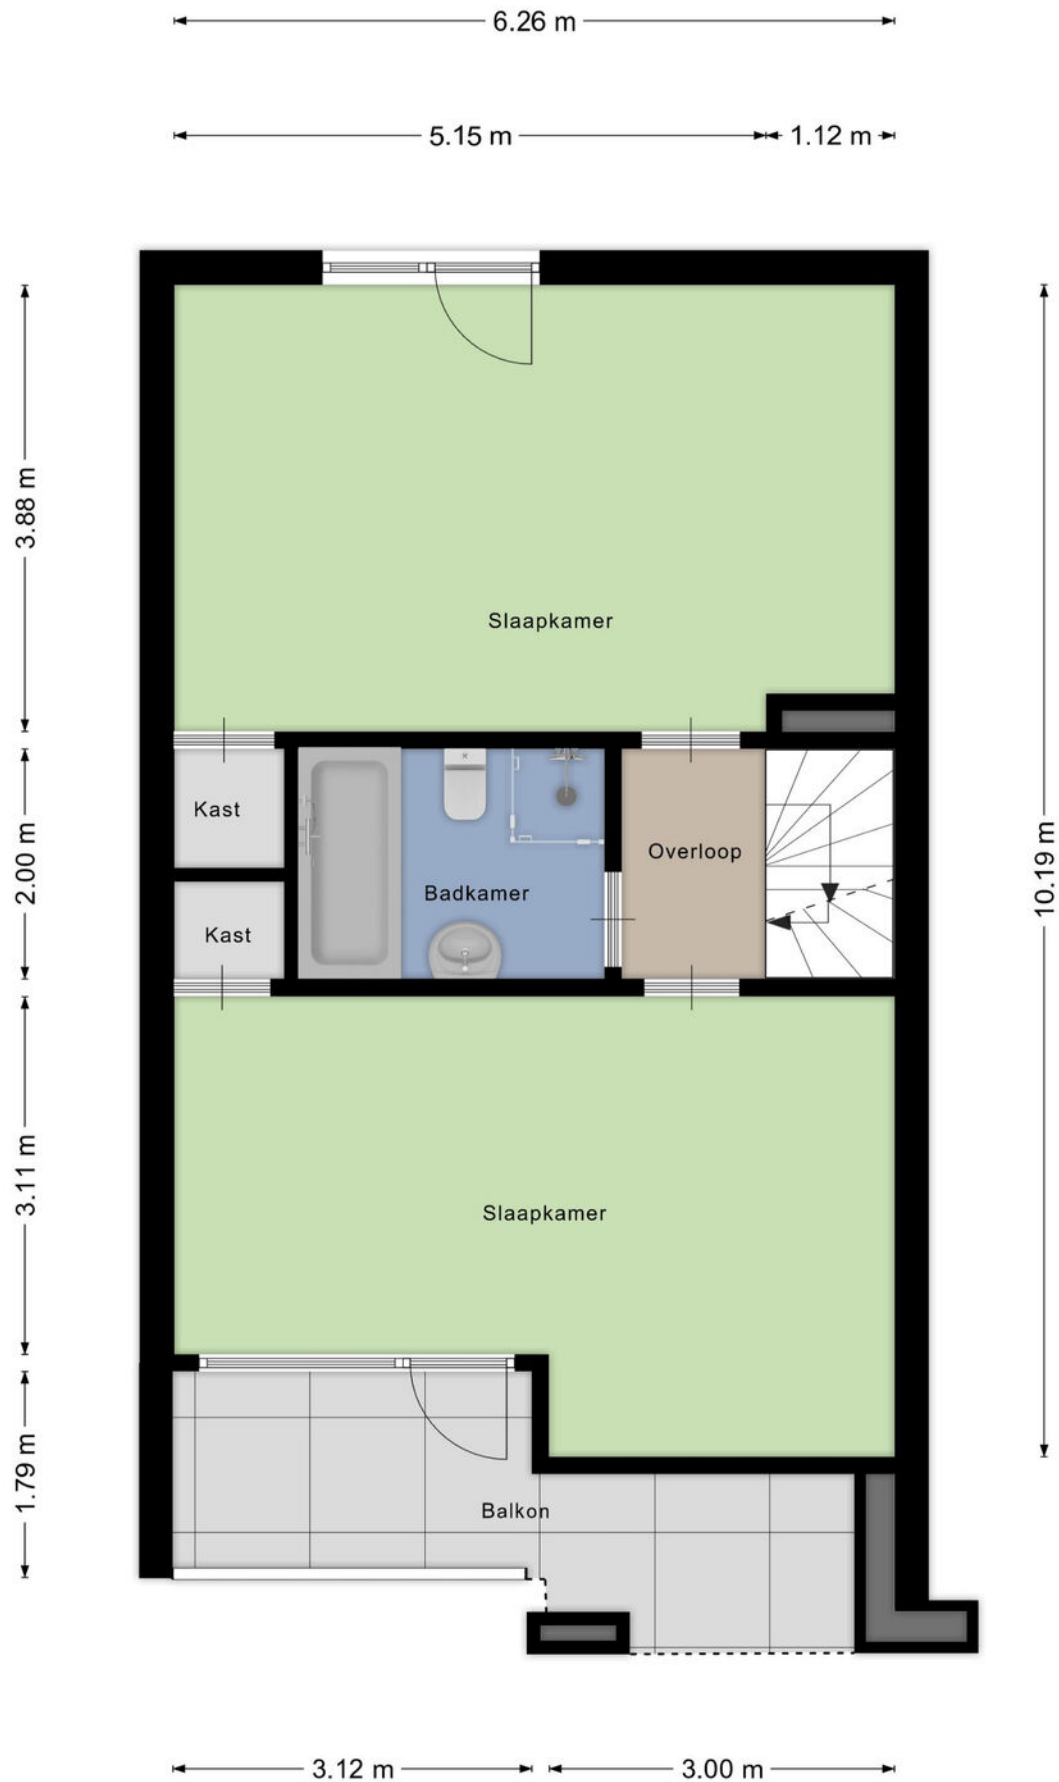 6.26 m
5.15 m
1.12 m
3.88 m
Slaapkamer
Kast
2.00 m
Overloop
10.19 m
Badkamer
Kast
3.11 m
Slaapkamer
1.79 m
Balkon
3.12 m
3.00 m